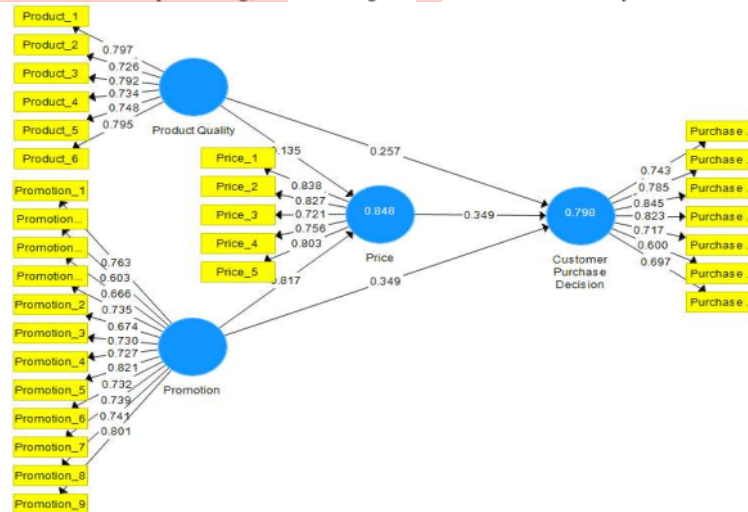 Product_1
Product_2
Product_3
Product_4
Product_5
Product_6
0.797
0.726
0.792
0.734
0.748
0.795
Product Quality
0.135
0.257
Price_1
Price_2
Price_3
Price_4
Price_5
0.838
0.827
0.721
0.756
0.803
0.848
Price
0.349
0.817
0.349
Promotion_1
Promotion...
Promotion...
Promotion...
Promotion_2
Promotion_3
Promotion_4
Promotion_5
Promotion_6
Promotion_7
Promotion_8
Promotion_9
0.763
0.603
0.666
0.735
0.674
0.730
0.727
0.821
0.732
0.739
0.741
0.801
Promotion
0.798
Customer
Purchase
Decision
0.743
0.785
0.845
0.823
0.717
0.600
0.697
Purchase
Purchase
Purchase
Purchase
Purchase
Purchase
Purchase